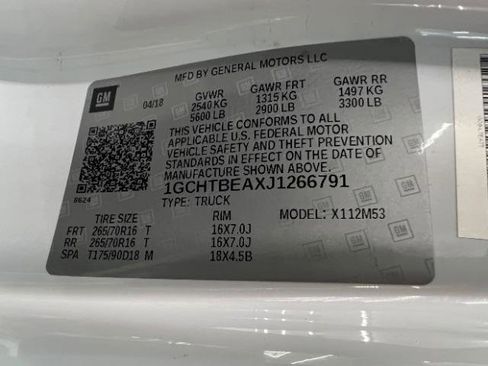 MFD BY GENERAL MOTORS LLC
GM
04/18
GVWR GAWR FRT GAWR RR
2540 KG 1315 KG 1497 KG
5600 LB 2900 LB 3300 LB
THIS VEHICLE CONFORMS TO ALL
APPLICABLE U.S. FEDERAL MOTOR
VEHICLE SAFETY AND THEFT PREVENTION
STANDARDS IN EFFECT ON THE DATE OF
MANUFACTURE SHOWN ABOVE.
1GCHTBEAXJ1266791
8624
TYPE: TRUCK MODEL: X112M53
TIRE SIZE RIM
FRT 265/70R16 T 16X7.0J
RR 265/70R16 T 16X7.0J
SPA T175/90D18 M 18X4.5B